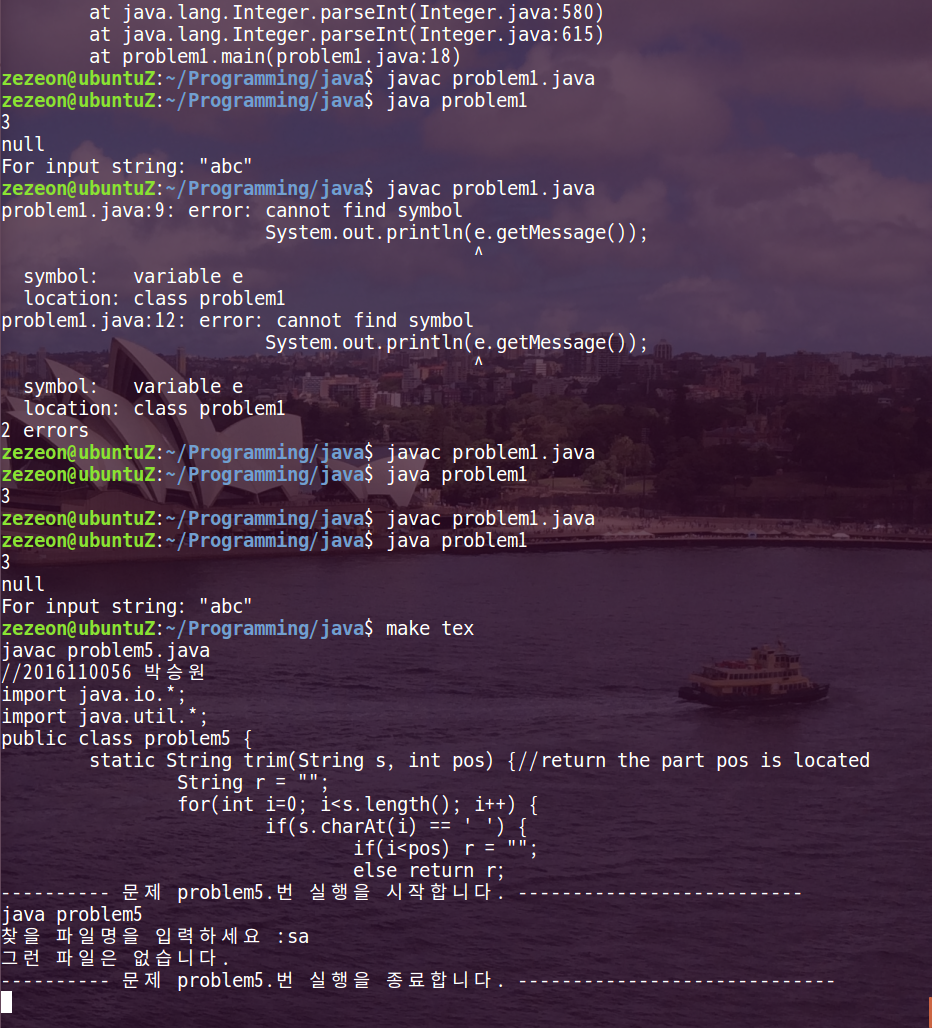 at java.lang.Integer.parseInt(Integer.java:580)
at java.lang.Integer.parseInt(Integer.java:615)
at problem1.main(problem1.java:18)
zezeon@ubuntuZ:~/Programming/java$ javac problem1.java
zezeon@ubuntuZ:~/Programming/java$ java problem1
3
null
For input string: "abc"
zezeon@ubuntuZ:~/Programming/java$ javac problem1.java
problem1.java:9: error: cannot find symbol
System.out.println(e.getMessage());
^
symbol:   variable e
location: class problem1
problem1.java:12: error: cannot find symbol
System.out.println(e.getMessage());
^
symbol:   variable e
location: class problem1
2 errors
zezeon@ubuntuZ:~/Programming/java$ javac problem1.java
zezeon@ubuntuZ:~/Programming/java$ java problem1
3
zezeon@ubuntuZ:~/Programming/java$ javac problem1.java
zezeon@ubuntuZ:~/Programming/java$ java problem1
3
null
For input string: "abc"
zezeon@ubuntuZ:~/Programming/java$ make tex
javac problem5.java
//2016110056 박승원
import java.io.*;
import java.util.*;
public class problem5 {
static String trim(String s, int pos) {//return the part pos is located
String r = "";
for(int i=0; i<s.length(); i++) {
if(s.charAt(i) == ' ') {
if(i<pos) r = "";
else return r;
---------- 문제 problem5.번 실행을 시작합니다. --------------------------
java problem5
찾을 파일명을 입력하세요 :sa
그런 파일은 없습니다.
---------- 문제 problem5.번 실행을 종료합니다. -----------------------------